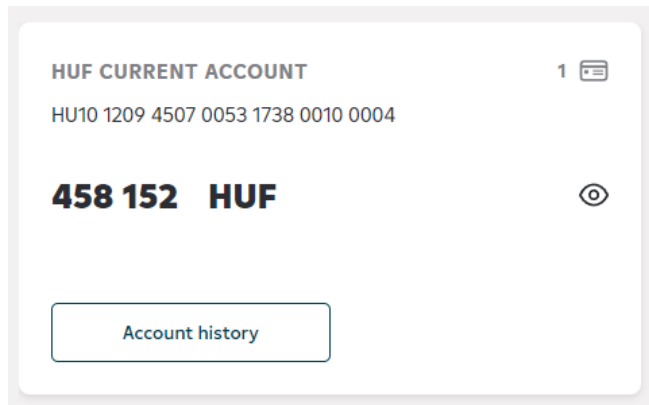 HUF CURRENT ACCOUNT 1
HU10 1209 4507 0053 1738 0010 0004
458 152 HUF
Account history